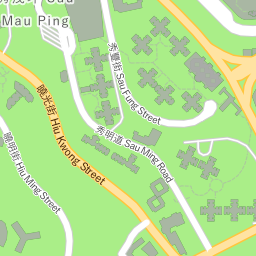 Sau
Mau Ping
秀豐街 Sau Fung Street
曉光街 Hiu Kwong Street
秀明道 Sau Ming Road
曉明街 Hiu Ming Street